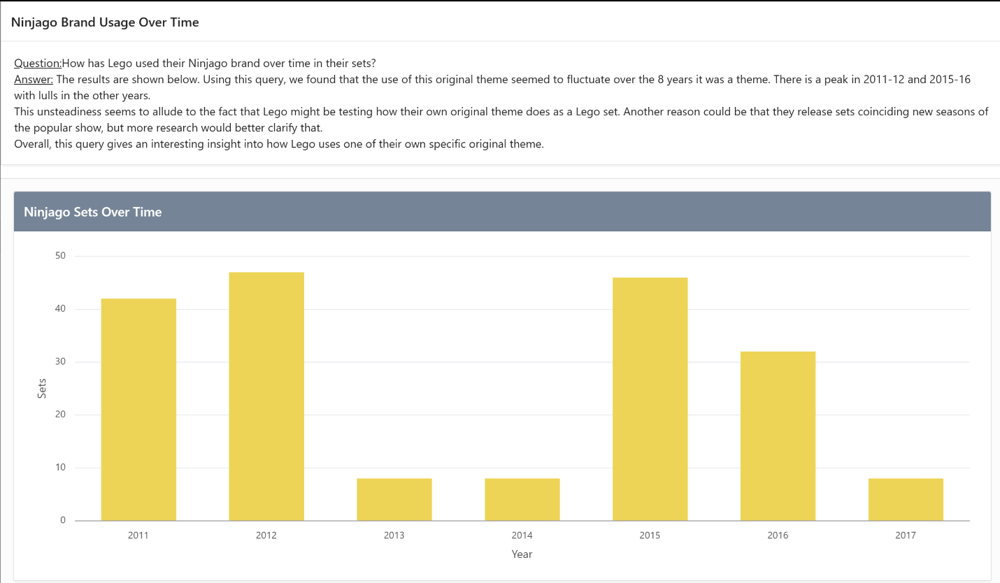 Ninjago Brand Usage Over Time
Question:How has Lego used their Ninjago brand over time in their sets?
Answer: The results are shown below. Using this query, we found that the use of this original theme seemed to fluctuate over the 8 years it was a theme. There is a peak in 2011-12 and 2015-16
with lulls in the other years.
This unsteadiness seems to allude to the fact that Lego might be testing how their own original theme does as a Lego set. Another reason could be that they release sets coinciding new seasons of
the popular show, but more research would better clarify that.
Overall, this query gives an interesting insight into how Lego uses one of their own specific original theme.
Ninjago Sets Over Time
50
40
30
20
10
0
Sets
2011 2012 2013 2014 2015 2016 2017
Year